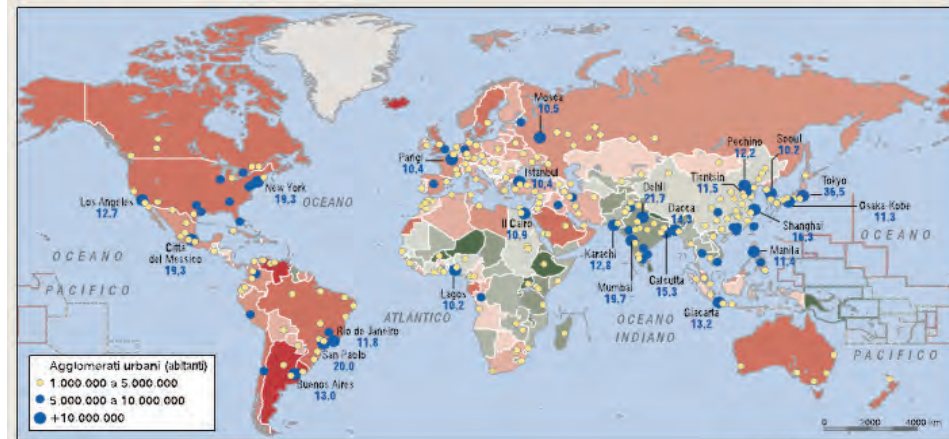 Mosca
10.5
Parigi
10.4
Istanbul
10.4
Pechino
12.2
Seoul
10.2
Tientsin
11.5
Tokyo
36.5
Osaka-Kobe
11.3
Dehli
21.7
Dacca
14.3
Shanghai
16.3
Los Angeles
12.7
New York
19.3
OCEANO
Città
del Messico
19.3
Il Cairo
10.9
Karachi
12.8
Mumbai
19.7
Calcutta
15.3
Manila
11.4
OCEANO
OCEANO
PACIFICO
Lagos
10.2
ATLANTICO
Giacarta
13.2
OCEANO
INDIANO
PACIFICO
Rio de Janeiro
11.8
San Paolo
20.0
Buenos Aires
13.0
Agglomerati urbani (abitanti)
1.000.000 a 5.000.000
5.000.000 a 10.000.000
+10.000.000
0 2000 4000 km